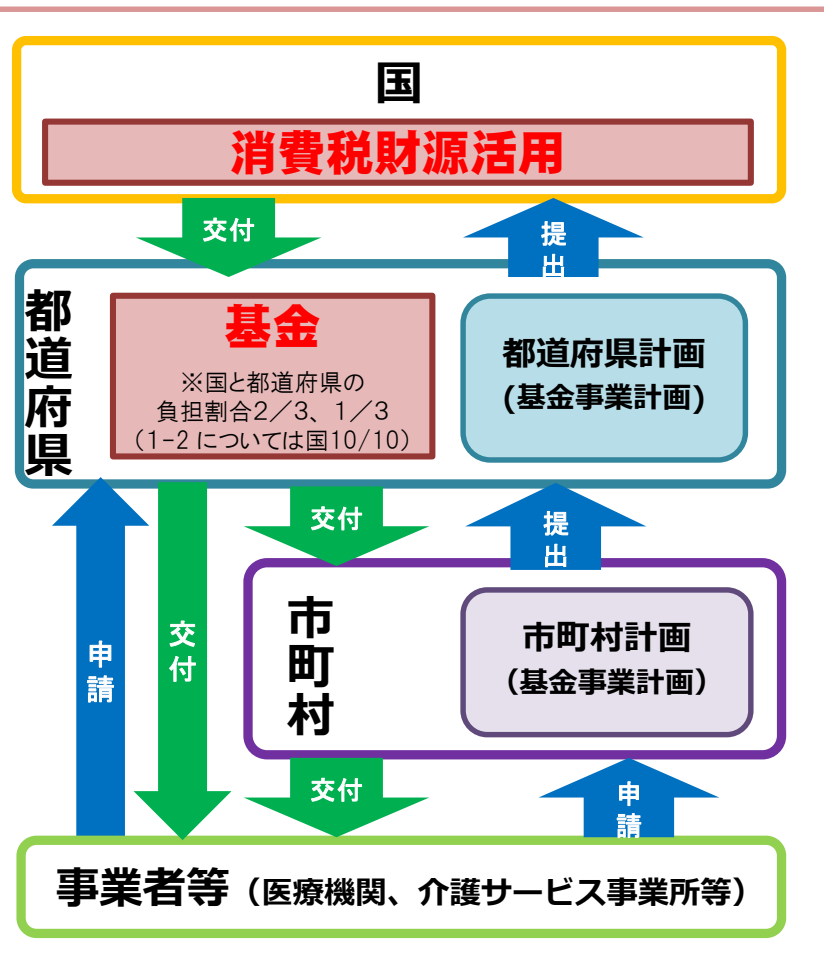 国
消費税財源活用
交付
提出
都道府県
基金
※国と都道府県の
負担割合2／3、1／3
（1-2 については国10/10）
都道府県計画
(基金事業計画)
申請
交付
交付
提出
市町村
市町村計画
（基金事業計画）
交付
申請
事業者等（医療機関、介護サービス事業所等）